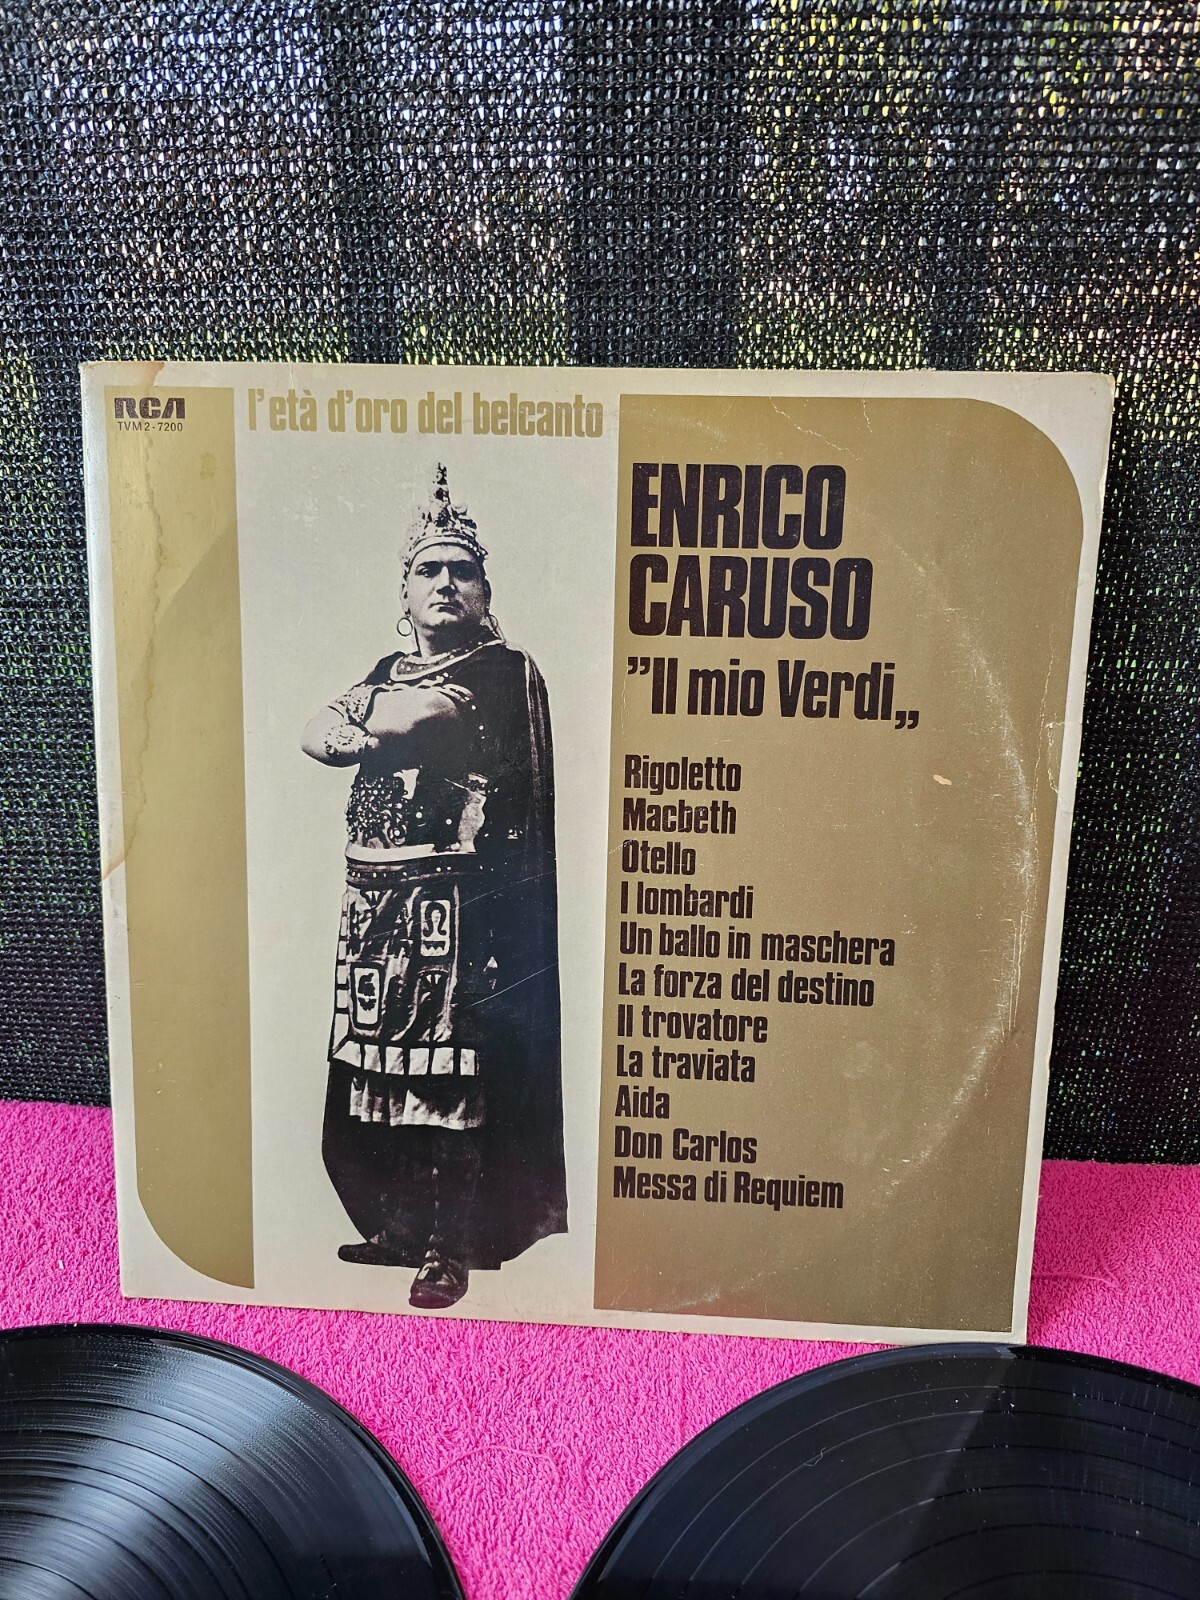 RCA
TVM2-7200
l'età d'oro del belcanto
ENRICO
CARUSO
"Il mio Verdi„
Rigoletto
Macbeth
Otello
I lombardi
Un ballo in maschera
La forza del destino
Il trovatore
La traviata
Aida
Don Carlos
Messa di Requiem